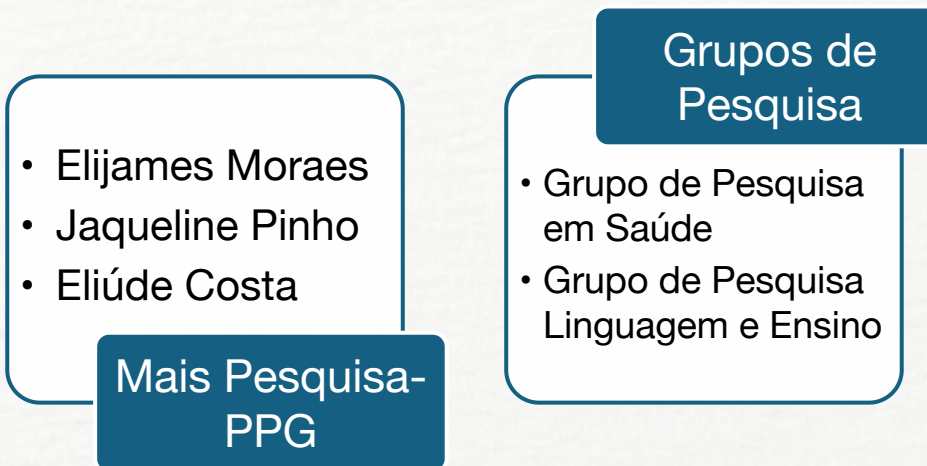 • Elijames Moraes
• Jaqueline Pinho
• Eliúde Costa
Mais Pesquisa-
PPG
Grupos de
Pesquisa
• Grupo de Pesquisa
em Saúde
• Grupo de Pesquisa
Linguagem e Ensino